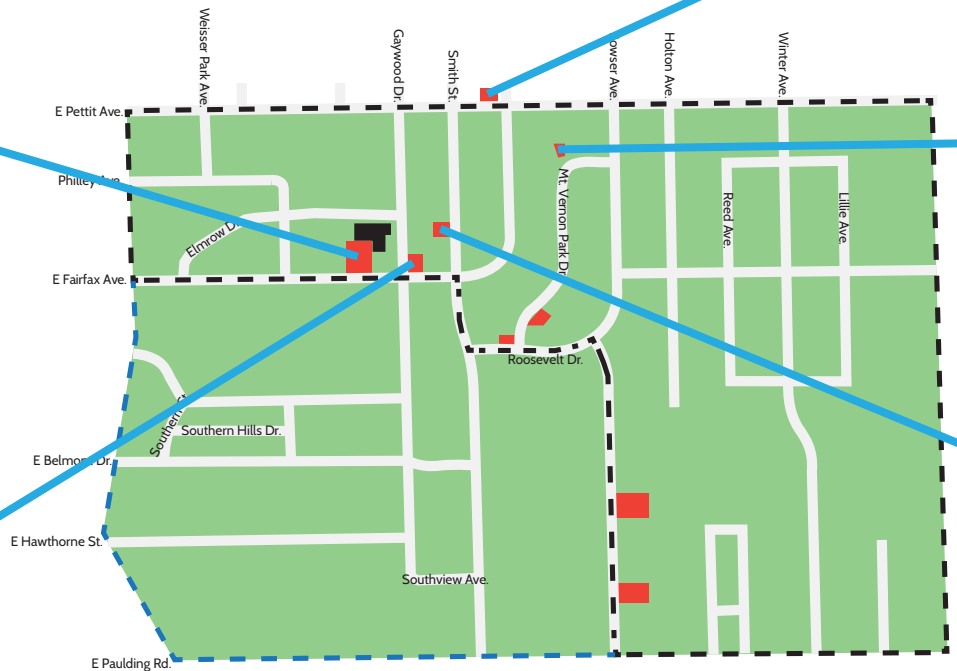 Weisser Park Ave.
Gaywood Dr.
Smith St.
owser Ave.
Holton Ave.
Winter Ave.
E Pettit Ave.
Philley Ave.
Elmrow D
Mt. Vernon Park Dr.
Reed Ave.
Lillie Ave.
E Fairfax Ave.
Roosevelt Dr.
Southern St.
Southern Hills Dr.
E Belmont Dr.
E Hawthorne St.
Southview Ave.
E Paulding Rd.